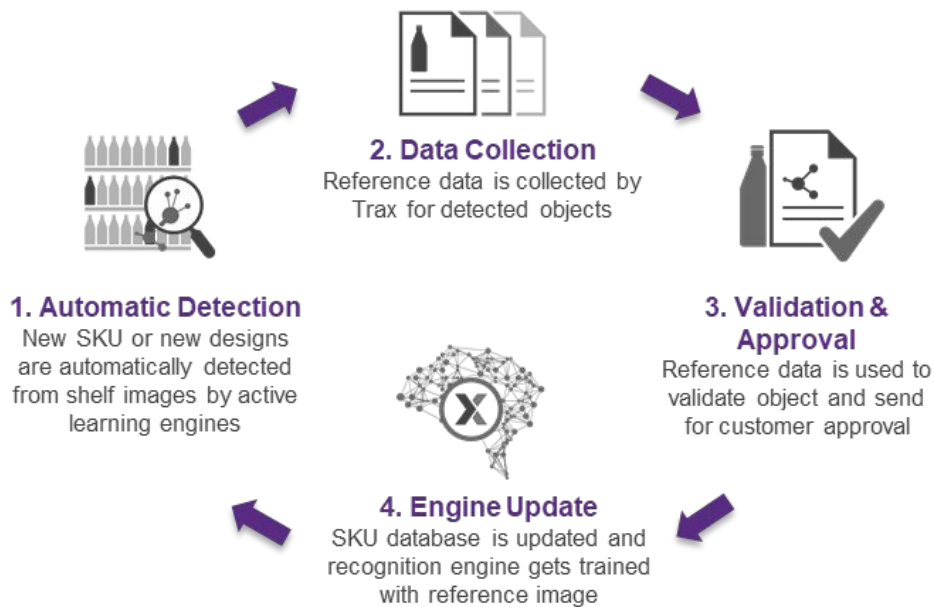 2. Data Collection
Reference data is collected by
Trax for detected objects
1. Automatic Detection
New SKU or new designs
are automatically detected
from shelf images by active
learning engines
3. Validation &
Approval
Reference data is used to
validate object and send
for customer approval
4. Engine Update
SKU database is updated and
recognition engine gets trained
with reference image